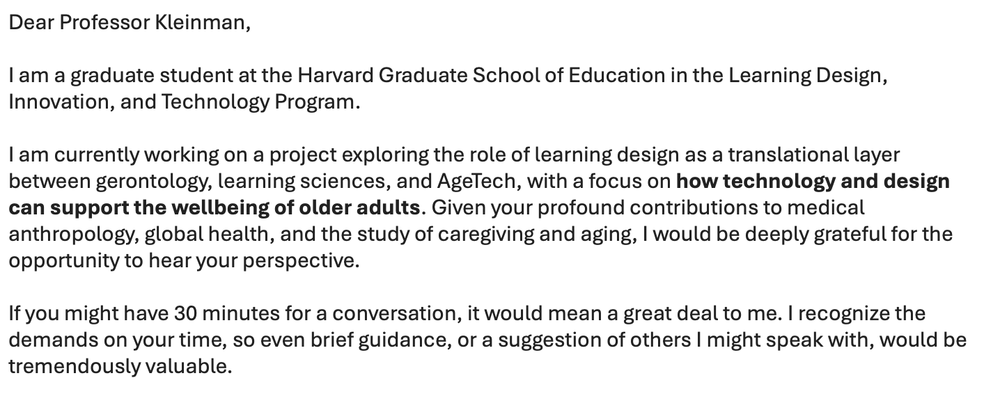 Dear Professor Kleinman,
I am a graduate student at the Harvard Graduate School of Education in the Learning Design,
Innovation, and Technology Program.
I am currently working on a project exploring the role of learning design as a translational layer
between gerontology, learning sciences, and AgeTech, with a focus on how technology and design
can support the wellbeing of older adults. Given your profound contributions to medical
anthropology, global health, and the study of caregiving and aging, I would be deeply grateful for the
opportunity to hear your perspective.
If you might have 30 minutes for a conversation, it would mean a great deal to me. I recognize the
demands on your time, so even brief guidance, or a suggestion of others I might speak with, would be
tremendously valuable.